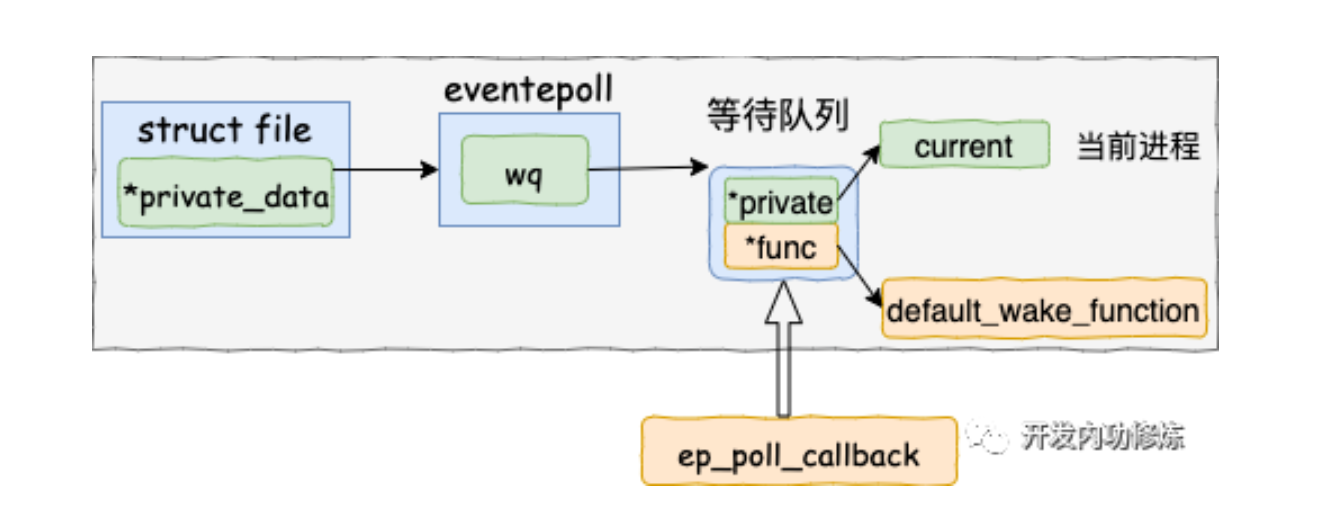 eventepoll
struct file
*private_data
wq
等待队列
*private
*func
current
当前进程
default_wake_function
ep_poll_callback
开发内功修炼